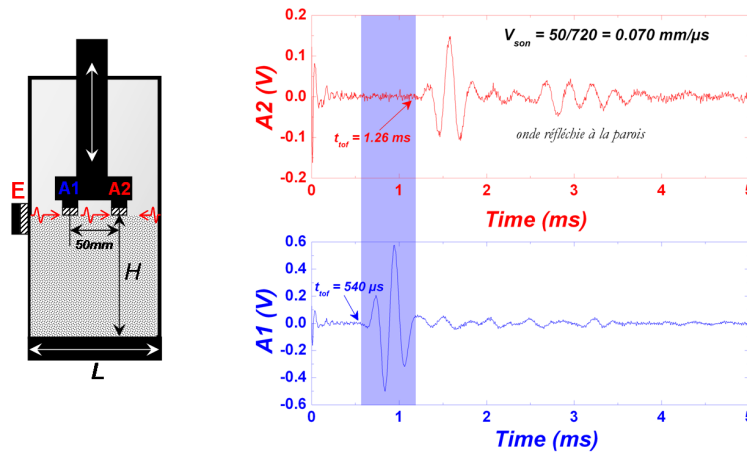 E
A1
A2
50mm
H
L
V son = 50/720 = 0.070 mm/µs
A2 (V)
0.2
0.1
0.0
-0.1
-0.2
t tof = 1.26 ms
onde réfléchie à la parois
0
1
2
3
4
5
Time (ms)
A1 (V)
0.6
0.4
0.2
0.0
-0.2
-0.4
-0.6
t tof = 540 µs
0
1
2
3
4
5
Time (ms)